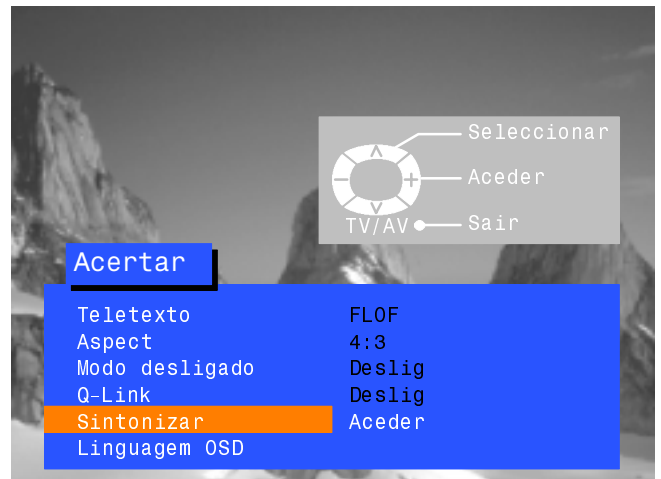 Seleccionar
Aceder
TV/AV Sair
Acertar
Teletexto FLOF
Aspect 4:3
Modo desligado Deslig
Q-Link Deslig
Sintonizar Aceder
Linguagem OSD